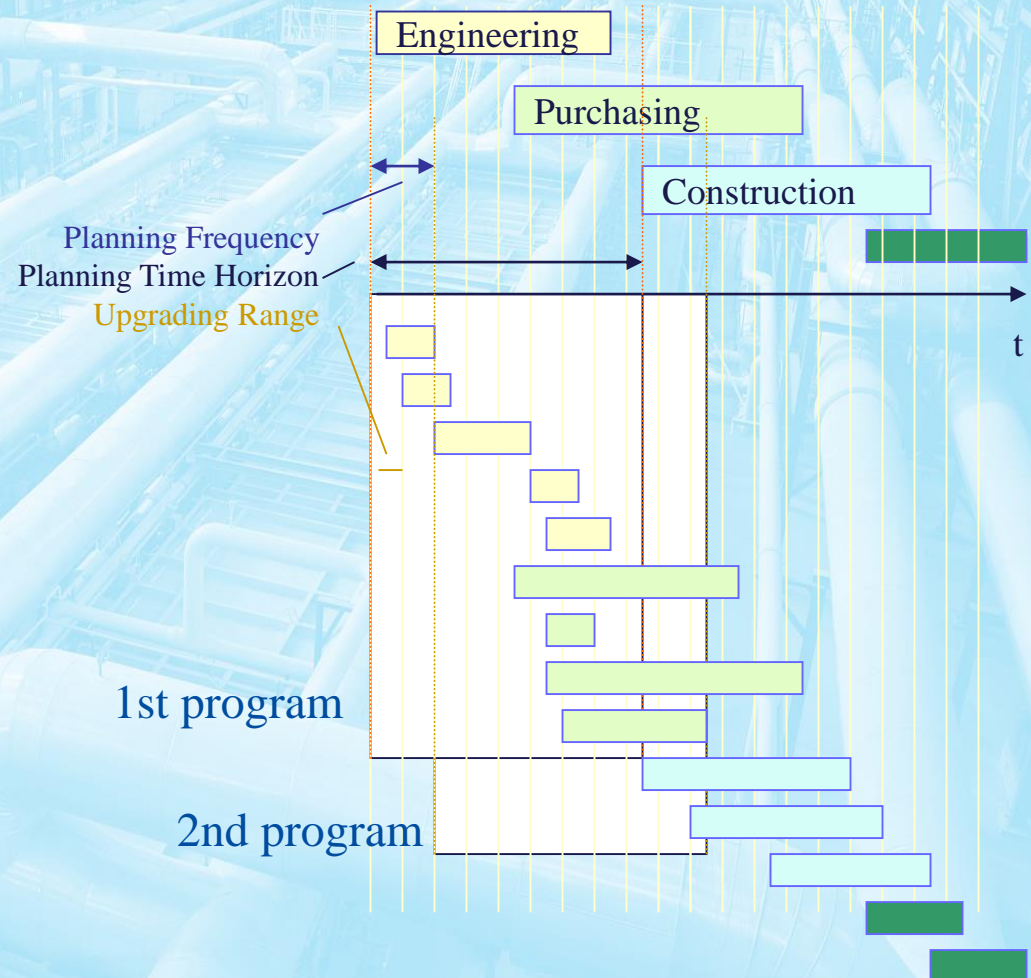 Engineering
Purchasing
Construction
Planning Frequency
Planning Time Horizon
Upgrading Range
t
1st program
2nd program